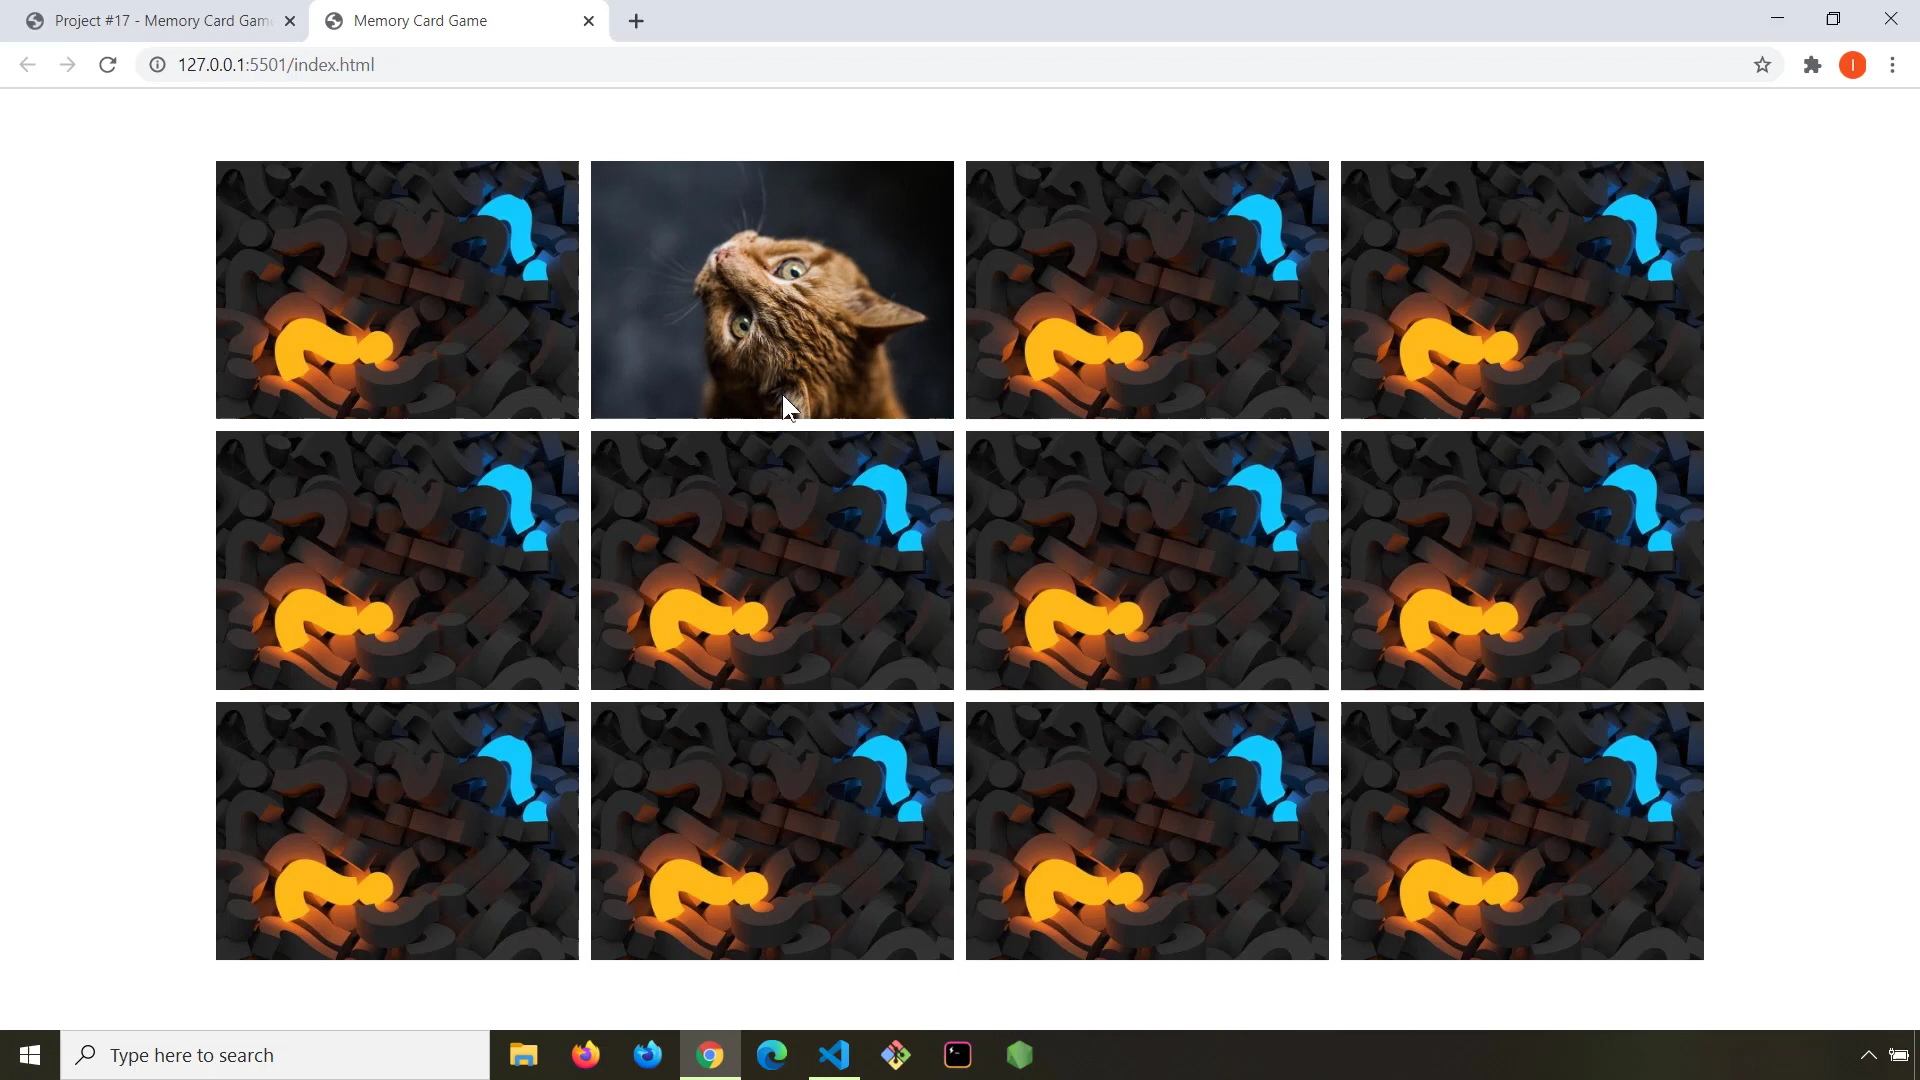 Project #17 - Memory Card Gam
Memory Card Game
127.0.0.1:5501/index.html
I
Type here to search